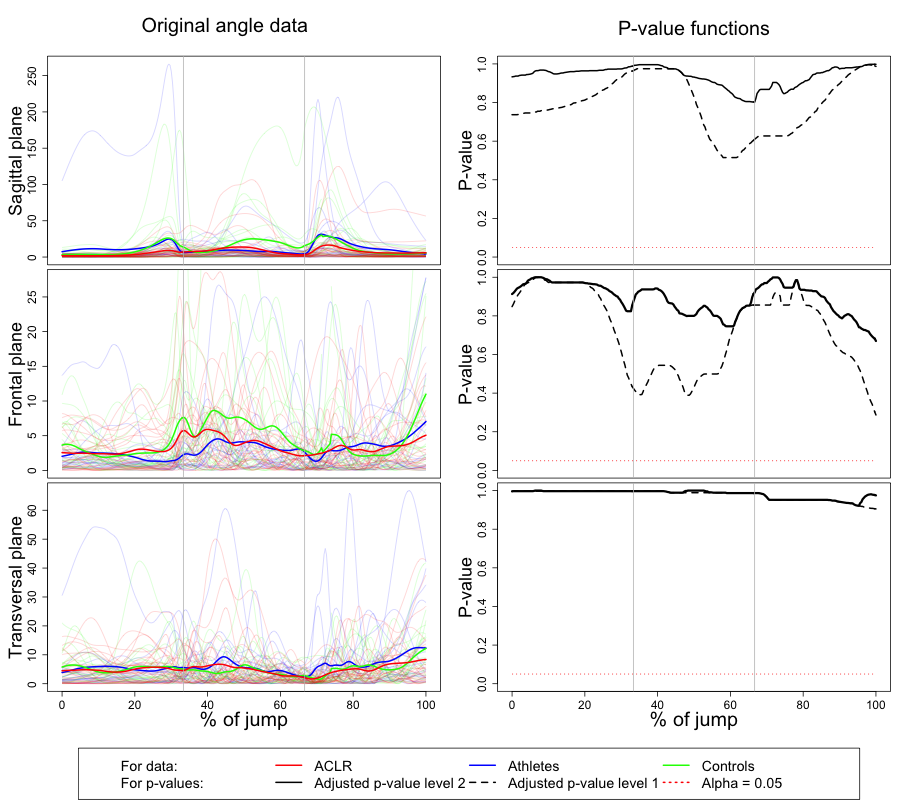 Original angle data
P-value functions
Sagittal plane
0 50 100 150 200 250
P-value
0.0 0.2 0.4 0.6 0.8 1.0
Frontal plane
0 5 10 15 20 25
P-value
0.0 0.2 0.4 0.6 0.8 1.0
Transversal plane
0 10 20 30 40 50 60
P-value
0.0 0.2 0.4 0.6 0.8 1.0
0 20 40 60 80 100
% of jump
0 20 40 60 80 100
% of jump
For data: ACLR Athletes Controls
For p-values: Adjusted p-value level 2 Adjusted p-value level 1 Alpha = 0.05